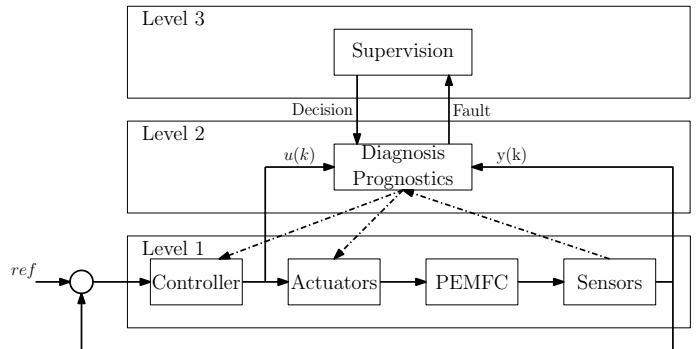 Level 3
Supervision
Decision
Fault
Level 2
u(k)
Diagnosis
Prognostics
y(k)
Level 1
ref
Controller
Actuators
PEMFC
Sensors